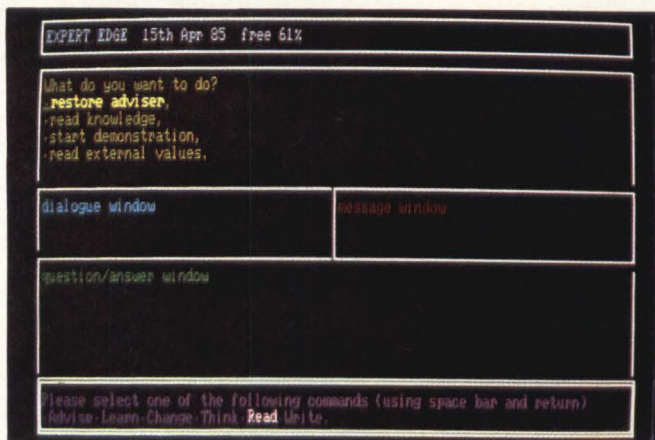 EXPERT EDGE 15th Apr 85 free 61%
What do you want to do?
restore adviser,
·read knowledge,
·start demonstration,
·read external values.
dialogue window
message window
question/answer window
Please select one of the following commands (using space bar and return)
·Advise·Learn·Change·Think·Read·Write.